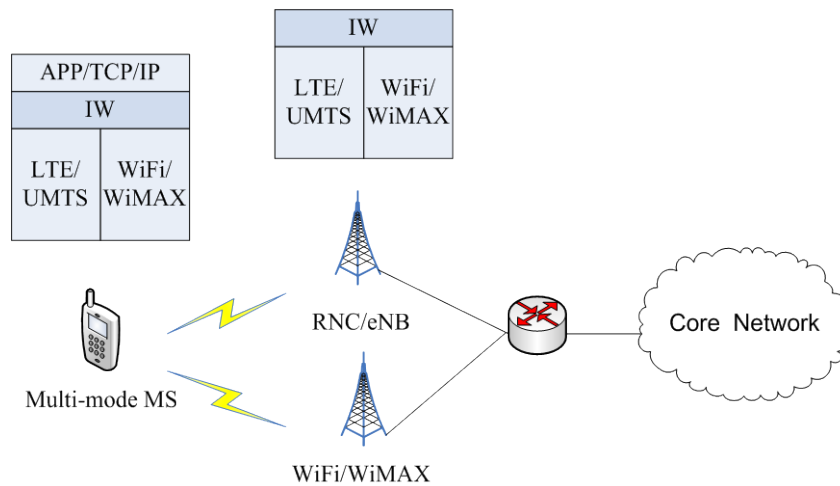 IW
LTE/
UMTS
WiFi/
WiMAX
APP/TCP/IP
IW
LTE/
UMTS
WiFi/
WiMAX
RNC/eNB
Core Network
Multi-mode MS
WiFi/WiMAX